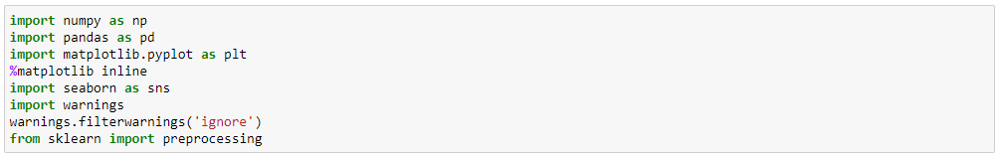 import numpy as np
import pandas as pd
import matplotlib.pyplot as plt
%matplotlib inline
import seaborn as sns
import warnings
warnings.filterwarnings('ignore')
from sklearn import preprocessing